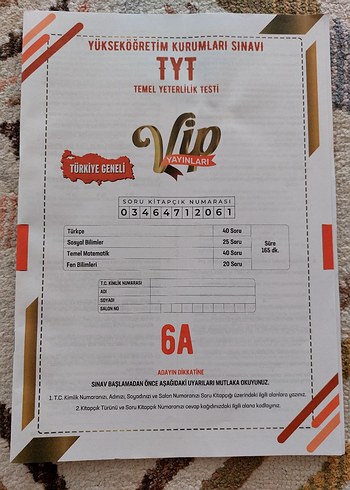 YÜKSEKÖĞRETİM KURUMLARI SINAVI
TYT
TEMEL YETERLİLİK TESTİ
Vip
YAYINLARI
TÜRKİYE GENELİ
SORU KİTAPÇIK NUMARASI
03464712061
Türkçe 40 Soru
Sosyal Bilimler 25 Soru
Temel Matematik 40 Soru
Fen Bilimleri 20 Soru
Süre
165 dk.
T.C. KİMLİK NUMARASI
ADI
SOYADI
SALON NO
6A
ADAYIN DİKKATİNE
SINAV BAŞLAMADAN ÖNCE AŞAĞIDAKİ UYARILARI MUTLAKA OKUYUNUZ.
1. T.C. Kimlik Numaranızı, Adınızı, Soyadınızı ve Salon Numaranızı Soru Kitapçığı üzerindeki ilgili alanlara yazınız.
2. Kitapçık Türünü ve Soru Kitapçık Numaranızı cevap kağıdınızdaki ilgili alana kodlayınız.